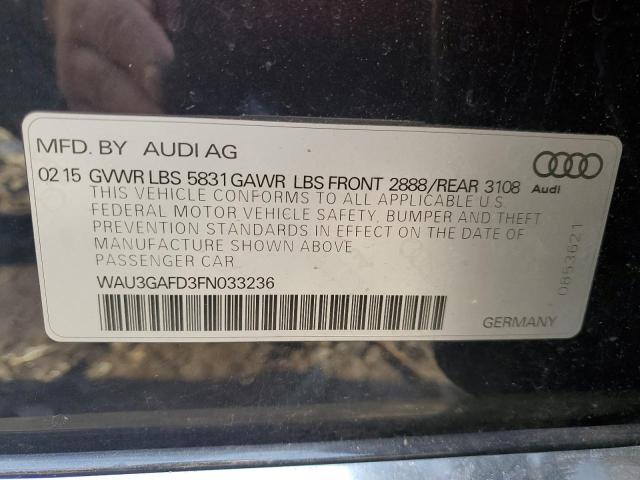 MFD. BY AUDI AG
02 15 GVWR LBS 5831 GAWR LBS FRONT 2888/REAR 3108
THIS VEHICLE CONFORMS TO ALL APPLICABLE U.S.
FEDERAL MOTOR VEHICLE SAFETY, BUMPER AND THEFT
PREVENTION STANDARDS IN EFFECT ON THE DATE OF
MANUFACTURE SHOWN ABOVE
PASSENGER CAR
WAU3GAFD3FN033236
Audi
0853621
GERMANY